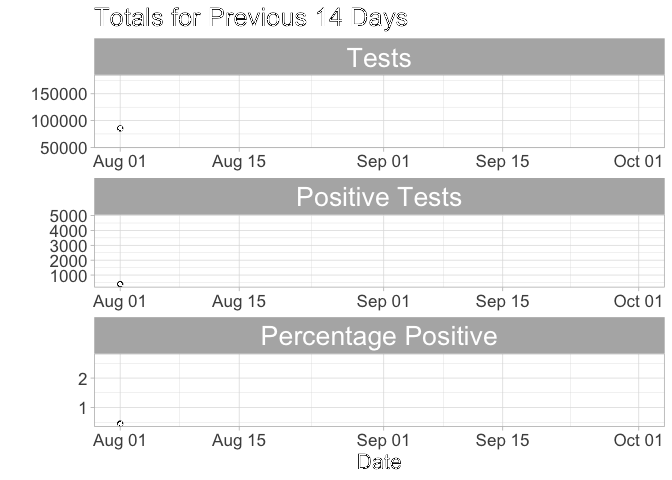 Totals for Previous 14 Days
Tests
150000
100000
50000
Aug 01 Aug 15 Sep 01 Sep 15 Oct 01
Positive Tests
5000
4000
3000
2000
1000
Aug 01 Aug 15 Sep 01 Sep 15 Oct 01
Percentage Positive
2
1
Aug 01 Aug 15 Sep 01 Sep 15 Oct 01
Date